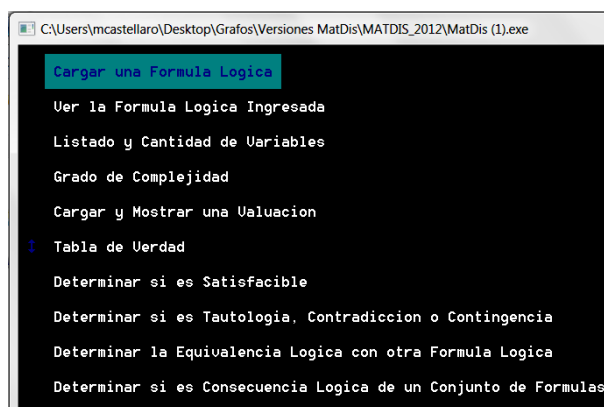 C:\Users\mcastellaro\Desktop\Grafos\Versiones MatDis\MATDIS_2012\MatDis (1).exe
Cargar una Formula Logica
Ver la Formula Logica Ingresada
Listado y Cantidad de Variables
Grado de Complejidad
Cargar y Mostrar una Valuacion
Tabla de Verdad
Determinar si es Satisfacible
Determinar si es Tautologia, Contradiccion o Contingencia
Determinar la Equivalencia Logica con otra Formula Logica
Determinar si es Consecuencia Logica de un Conjunto de Formulas